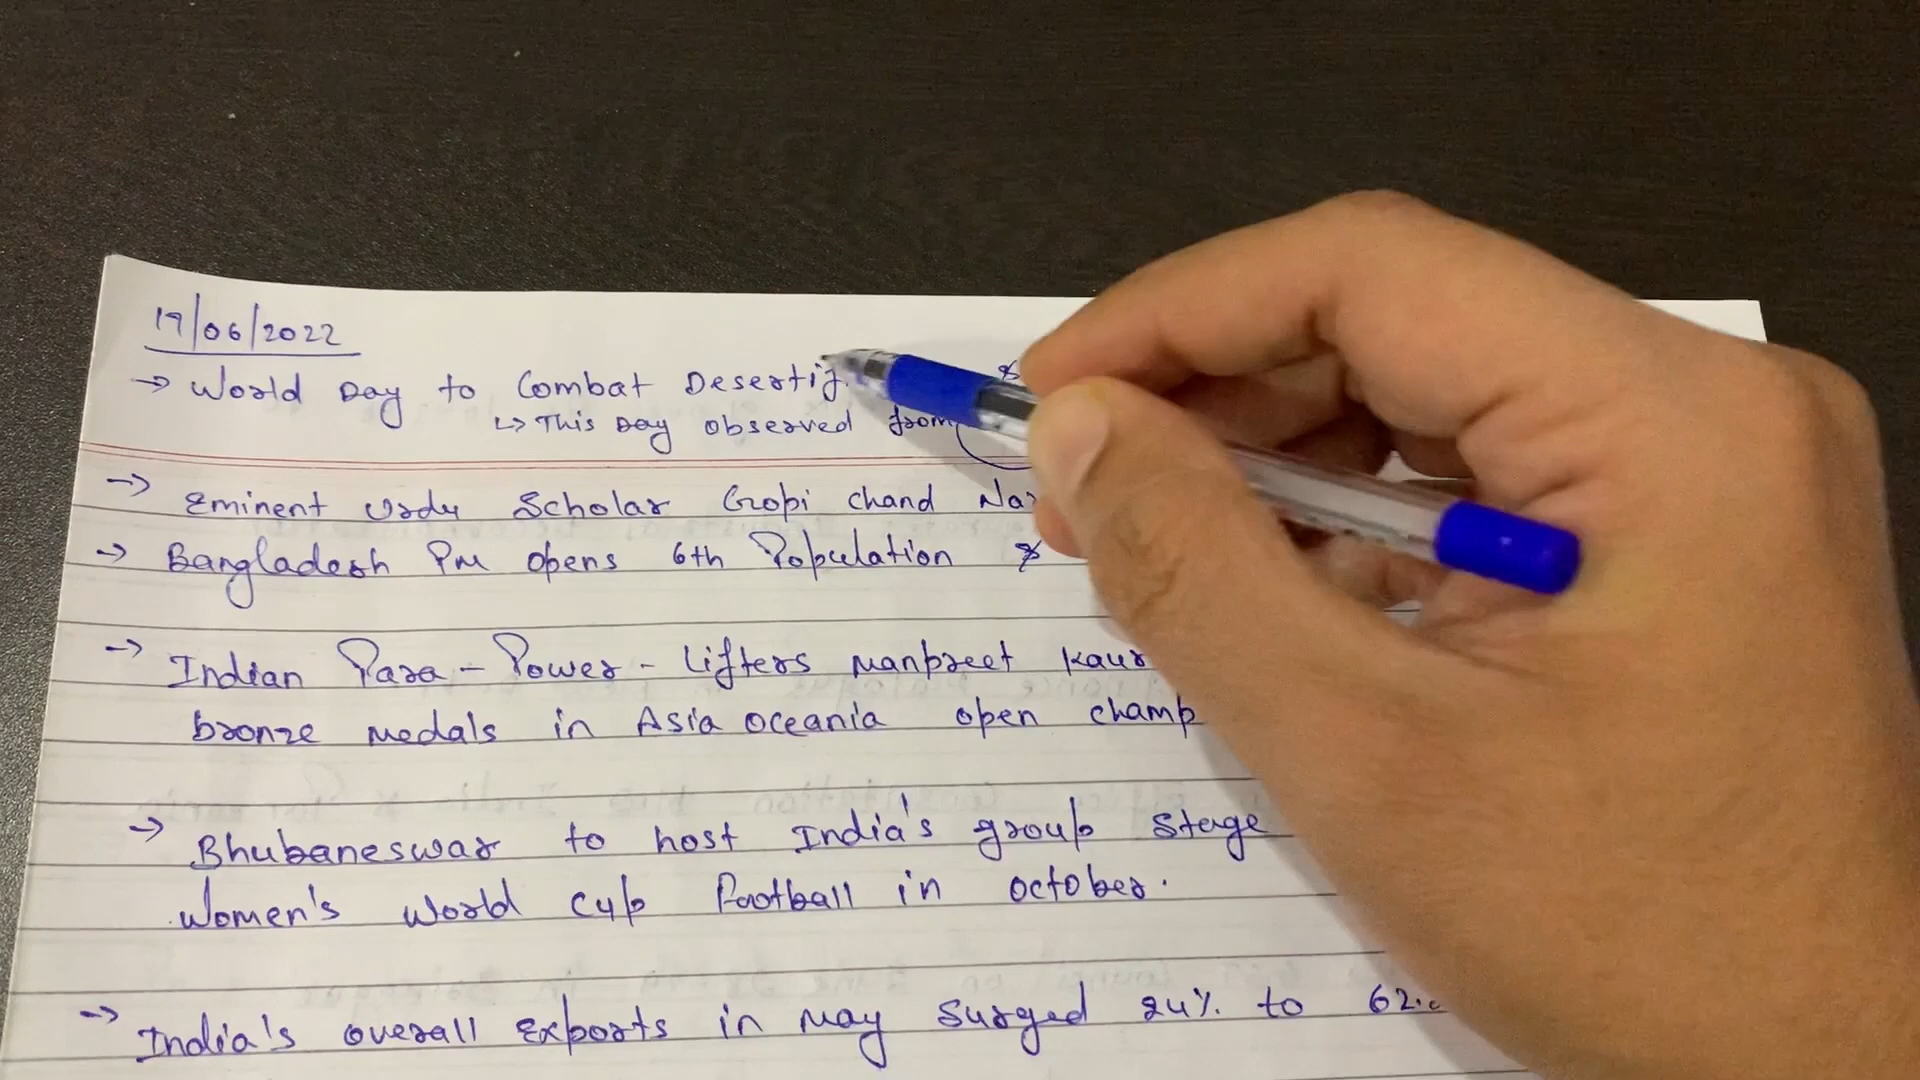 17/06/2022
→ World Day to Combat Desertif &
↳ This Day observed from
→ Eminent Urdu Scholar Gopi chand Nar
→ Bangladesh PM opens 6th Population &
→ Indian Para-Power-lifters Manpreet Kaur
bronze medals in Asia Oceania open champ
→ Bhubaneswar to host India's group stage
Women's World Cup Football in October.
→ India's overall Exports in May surged 24% to 62.